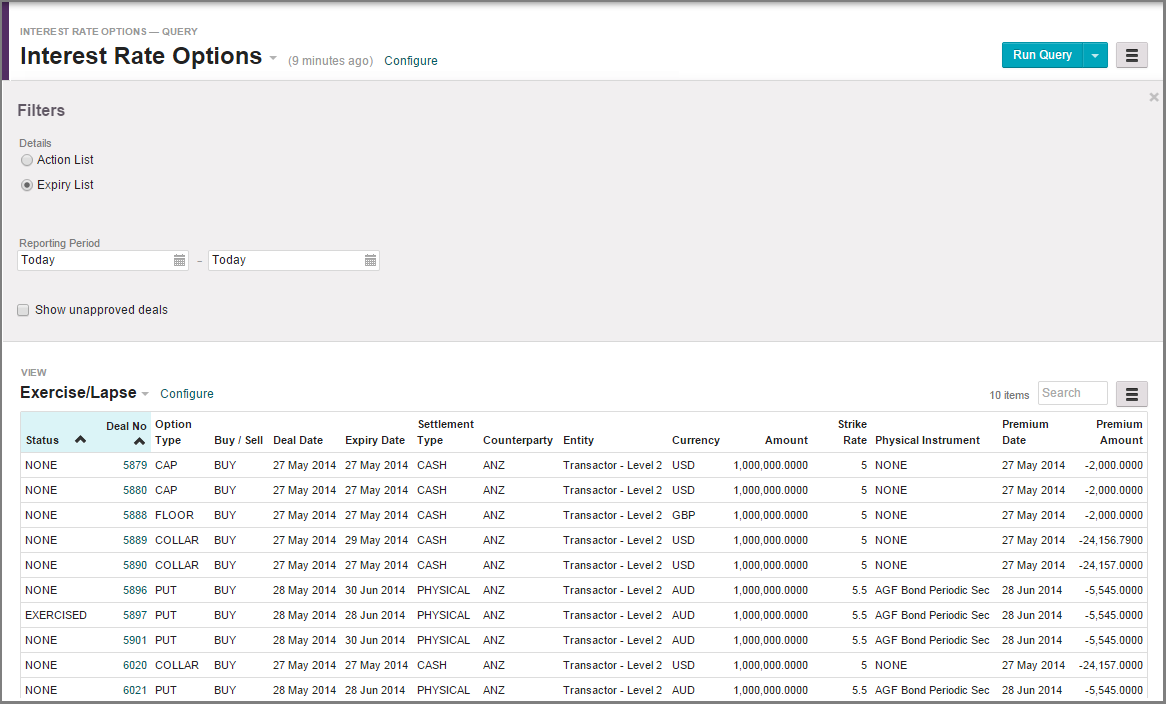 INTEREST RATE OPTIONS — QUERY
Interest Rate Options (9 minutes ago) Configure Run Query
Filters
Details
Action List
Expiry List
Reporting Period
Today – Today
Show unapproved deals
VIEW
Exercise/Lapse Configure 10 items Search
Status Deal No Option Type Buy / Sell Deal Date Expiry Date Settlement Type Counterparty Entity Currency Amount Strike Rate Physical Instrument Premium Date Premium Amount
NONE 5879 CAP BUY 27 May 2014 27 May 2014 CASH ANZ Transactor - Level 2 USD 1,000,000.0000 5 NONE 27 May 2014 -2,000.0000
NONE 5880 CAP BUY 27 May 2014 27 May 2014 CASH ANZ Transactor - Level 2 USD 1,000,000.0000 5 NONE 27 May 2014 -2,000.0000
NONE 5888 FLOOR BUY 27 May 2014 27 May 2014 CASH ANZ Transactor - Level 2 GBP 1,000,000.0000 5 NONE 27 May 2014 -2,000.0000
NONE 5889 COLLAR BUY 27 May 2014 29 May 2014 CASH ANZ Transactor - Level 2 USD 1,000,000.0000 5 NONE 27 May 2014 -24,156.7900
NONE 5890 COLLAR BUY 27 May 2014 27 May 2014 CASH ANZ Transactor - Level 2 USD 1,000,000.0000 5 NONE 27 May 2014 -24,157.0000
NONE 5896 PUT BUY 28 May 2014 30 Jun 2014 PHYSICAL ANZ Transactor - Level 2 AUD 1,000,000.0000 5.5 AGF Bond Periodic Sec 28 Jun 2014 -5,545.0000
EXERCISED 5897 PUT BUY 28 May 2014 28 Jun 2014 PHYSICAL ANZ Transactor - Level 2 AUD 1,000,000.0000 5.5 AGF Bond Periodic Sec 28 Jun 2014 -5,545.0000
NONE 5901 PUT BUY 28 May 2014 30 Jun 2014 PHYSICAL ANZ Transactor - Level 2 AUD 1,000,000.0000 5.5 AGF Bond Periodic Sec 28 Jun 2014 -5,545.0000
NONE 6020 COLLAR BUY 27 May 2014 27 May 2014 CASH ANZ Transactor - Level 2 USD 1,000,000.0000 5 NONE 27 May 2014 -24,157.0000
NONE 6021 PUT BUY 28 May 2014 28 Jun 2014 PHYSICAL ANZ Transactor - Level 2 AUD 1,000,000.0000 5.5 AGF Bond Periodic Sec 28 Jun 2014 -5,545.0000